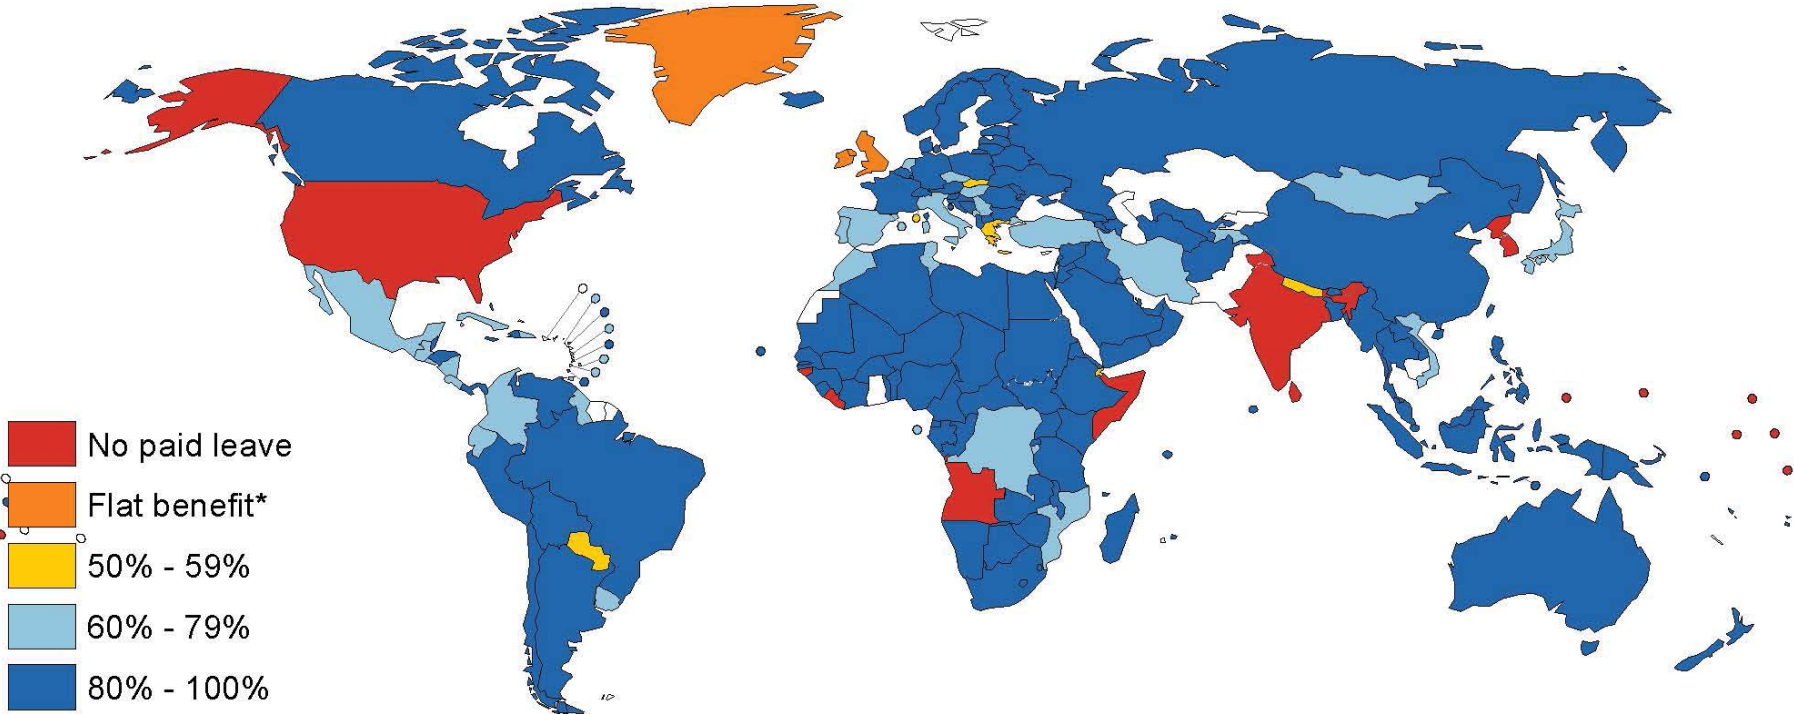 No paid leave
Flat benefit*
50% - 59%
60% - 79%
80% - 100%